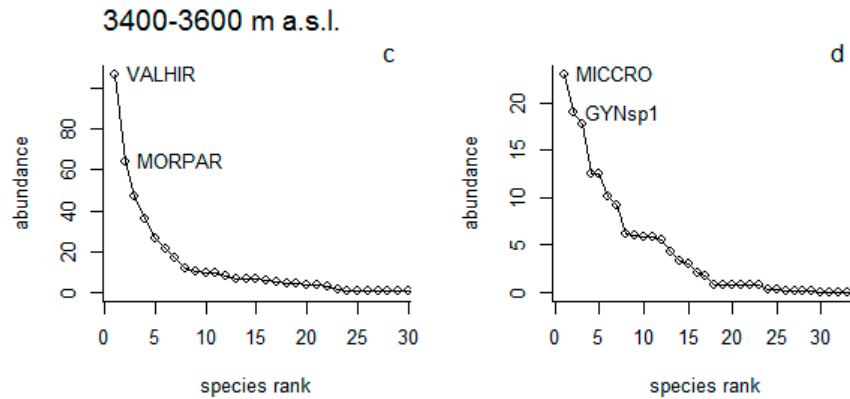 3400-3600 m a.s.l.
c
VALHIR
MORPAR
abundance
0 20 40 60 80
0 5 10 15 20 25 30
species rank
d
MICCRO
GYNsp1
abundance
0 5 10 15 20
0 5 10 15 20 25 30
species rank